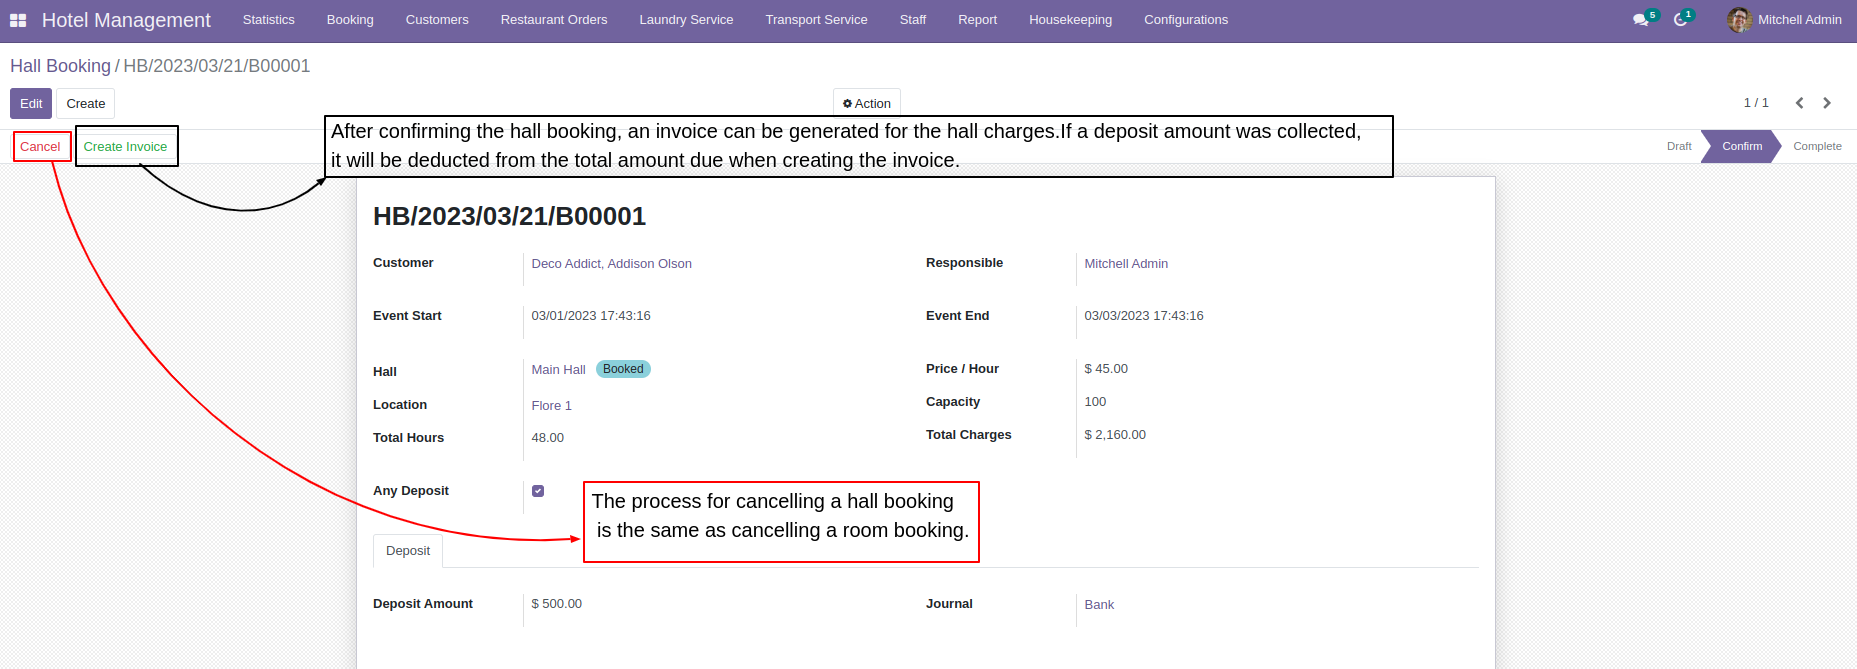 Hotel Management Statistics Booking Customers Restaurant Orders Laundry Service Transport Service Staff Report Housekeeping Configurations 5 1 Mitchell Admin
Hall Booking / HB/2023/03/21/B00001
Edit Create Action 1 / 1
Cancel Create Invoice Draft Confirm Complete
After confirming the hall booking, an invoice can be generated for the hall charges.If a deposit amount was collected,
it will be deducted from the total amount due when creating the invoice.
HB/2023/03/21/B00001
Customer Deco Addict, Addison Olson Responsible Mitchell Admin
Event Start 03/01/2023 17:43:16 Event End 03/03/2023 17:43:16
Hall Main Hall Booked Price / Hour $ 45.00
Location Flore 1 Capacity 100
Total Hours 48.00 Total Charges $ 2,160.00
Any Deposit
The process for cancelling a hall booking
is the same as cancelling a room booking.
Deposit
Deposit Amount $ 500.00 Journal Bank